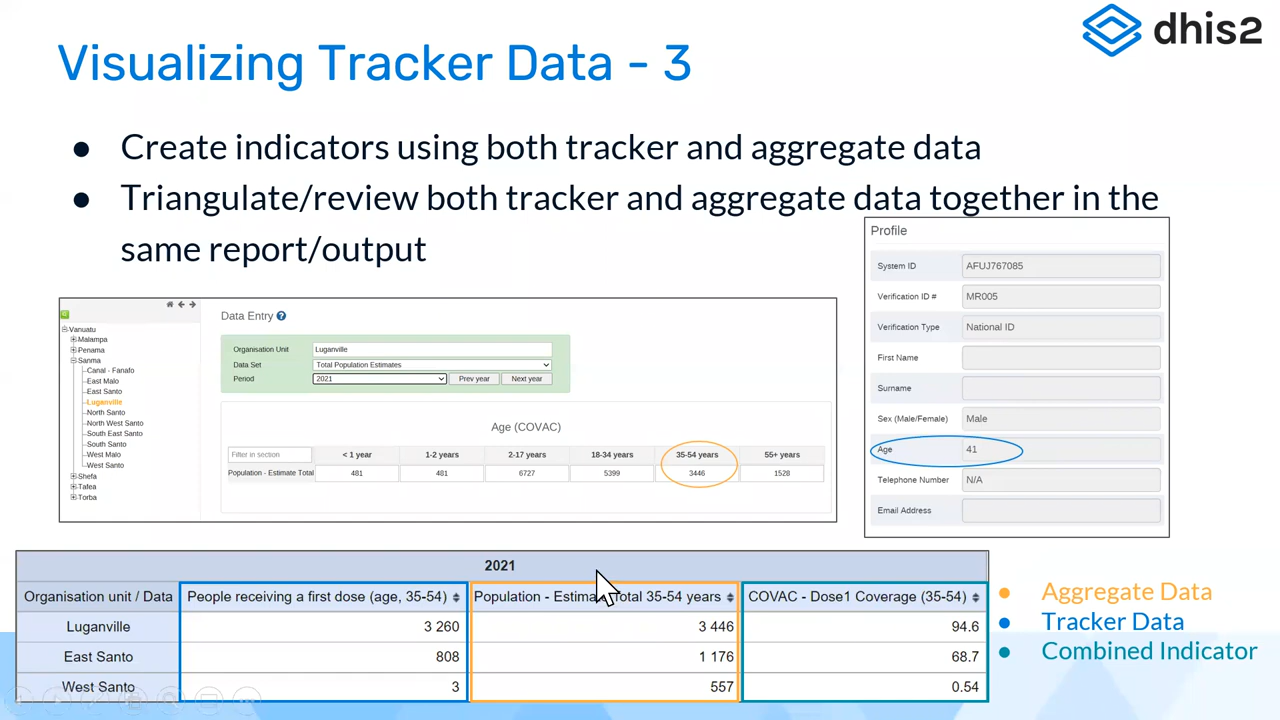 dhis2
Visualizing Tracker Data - 3
● Create indicators using both tracker and aggregate data
● Triangulate/review both tracker and aggregate data together in the
same report/output
Vanuatu
Malampa
Penama
Sanma
Canal - Fanafo
East Malo
East Santo
Luganville
North Santo
North West Santo
South East Santo
South Santo
West Malo
West Santo
Shefa
Tafea
Torba
Data Entry ?
Organisation Unit Luganville
Data Set Total Population Estimates
Period 2021 Prev year Next year
Age (COVAC)
Filter in section < 1 year 1-2 years 2-17 years 18-34 years 35-54 years 55+ years
Population - Estimate Total 481 481 6727 5399 3446 1528
Profile
System ID AFUJ767085
Verification ID # MR005
Verification Type National ID
First Name
Surname
Sex (Male/Female) Male
Age 41
Telephone Number N/A
Email Address
2021
Organisation unit / Data People receiving a first dose (age, 35-54) Population - Estimate Total 35-54 years COVAC - Dose1 Coverage (35-54)
Luganville 3 260 3 446 94.6
East Santo 808 1 176 68.7
West Santo 3 557 0.54
● Aggregate Data
● Tracker Data
● Combined Indicator